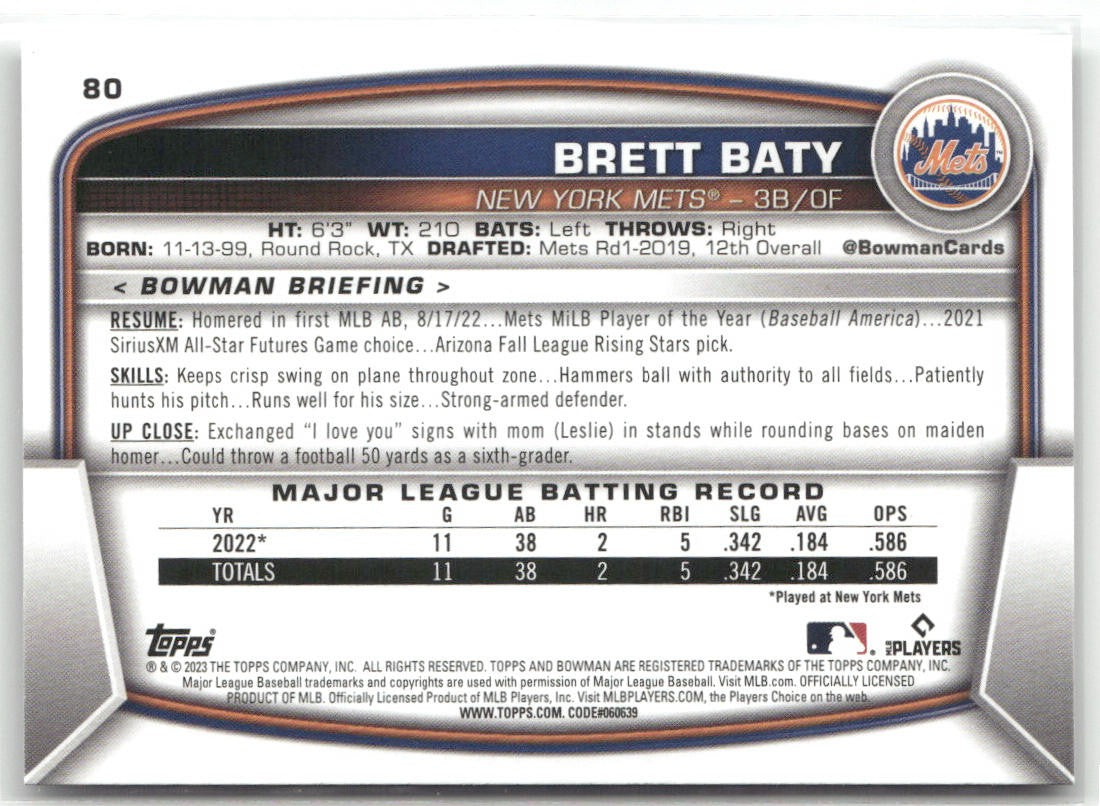 80
BRETT BATY
Mets
NEW YORK METS® – 3B/OF
HT: 6'3" WT: 210 BATS: Left THROWS: Right
BORN: 11-13-99, Round Rock, TX DRAFTED: Mets Rd1-2019, 12th Overall @BowmanCards
< BOWMAN BRIEFING >
RESUME: Homered in first MLB AB, 8/17/22...Mets MiLB Player of the Year (Baseball America)...2021
SiriusXM All-Star Futures Game choice...Arizona Fall League Rising Stars pick.
SKILLS: Keeps crisp swing on plane throughout zone...Hammers ball with authority to all fields...Patiently
hunts his pitch...Runs well for his size...Strong-armed defender.
UP CLOSE: Exchanged "I love you" signs with mom (Leslie) in stands while rounding bases on maiden
homer...Could throw a football 50 yards as a sixth-grader.
MAJOR LEAGUE BATTING RECORD
YR G AB HR RBI SLG AVG OPS
2022* 11 38 2 5 .342 .184 .586
TOTALS 11 38 2 5 .342 .184 .586
*Played at New York Mets
Topps® MLB PLAYERS
® & © 2023 THE TOPPS COMPANY, INC. ALL RIGHTS RESERVED. TOPPS AND BOWMAN ARE REGISTERED TRADEMARKS OF THE TOPPS COMPANY, INC.
Major League Baseball trademarks and copyrights are used with permission of Major League Baseball. Visit MLB.com. OFFICIALLY LICENSED
PRODUCT OF MLB. Officially Licensed Product of MLB Players, Inc. Visit MLBPLAYERS.COM, the Players Choice on the web.
WWW.TOPPS.COM. CODE#060639